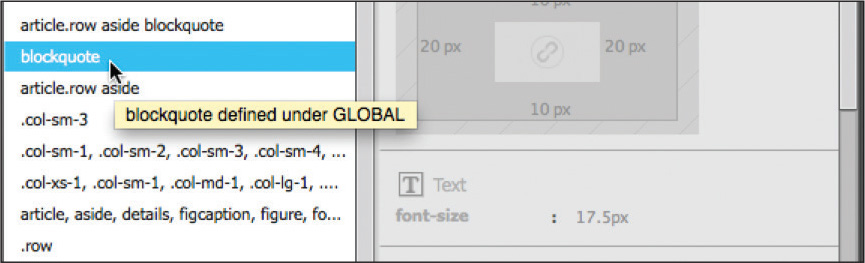 article.row aside blockquote
blockquote
article.row aside
blockquote defined under GLOBAL
.col-sm-3
.col-sm-1, .col-sm-2, .col-sm-3, .col-sm-4, ...
.col-xs-1, .col-sm-1, .col-md-1, .col-lg-1, ....
article, aside, details, figcaption, figure, fo...
.row
10 px
20 px
20 px
10 px
T Text
font-size : 17.5px